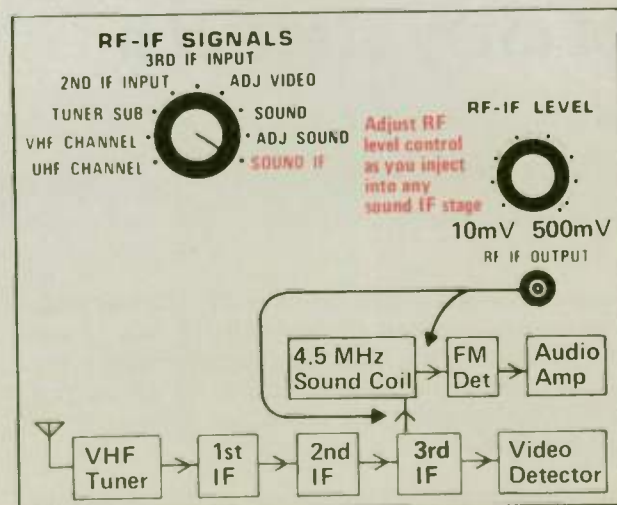 RF-IF SIGNALS
3RD IF INPUT
2ND IF INPUT
ADJ VIDEO
TUNER SUB
SOUND
VHF CHANNEL
ADJ SOUND
UHF CHANNEL
SOUND IF
Adjust RF
level control
as you inject
into any
sound IF stage
RF-IF LEVEL
10mV 500mV
RF IF OUTPUT
4.5 MHz
Sound Coil
FM
Det
Audio
Amp
VHF
Tuner
1st
IF
2nd
IF
3rd
IF
Video
Detector